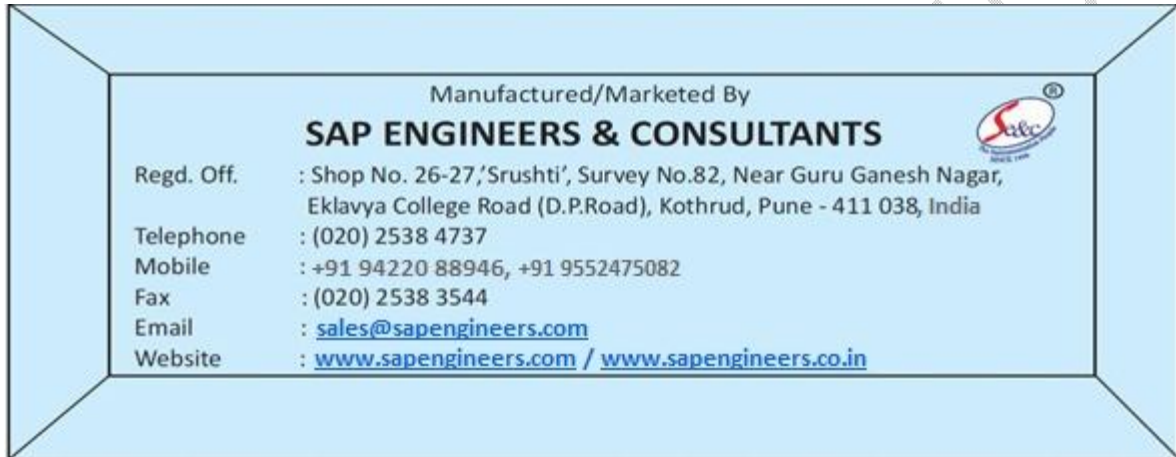 Manufactured/Marketed By
SAP ENGINEERS & CONSULTANTS
®
Sae&c
Regd. Off. : Shop No. 26-27,'Srushti', Survey No.82, Near Guru Ganesh Nagar,
Eklavya College Road (D.P.Road), Kothrud, Pune - 411 038, India
Telephone : (020) 2538 4737
Mobile : +91 94220 88946, +91 9552475082
Fax : (020) 2538 3544
Email : sales@sapengineers.com
Website : www.sapengineers.com / www.sapengineers.co.in